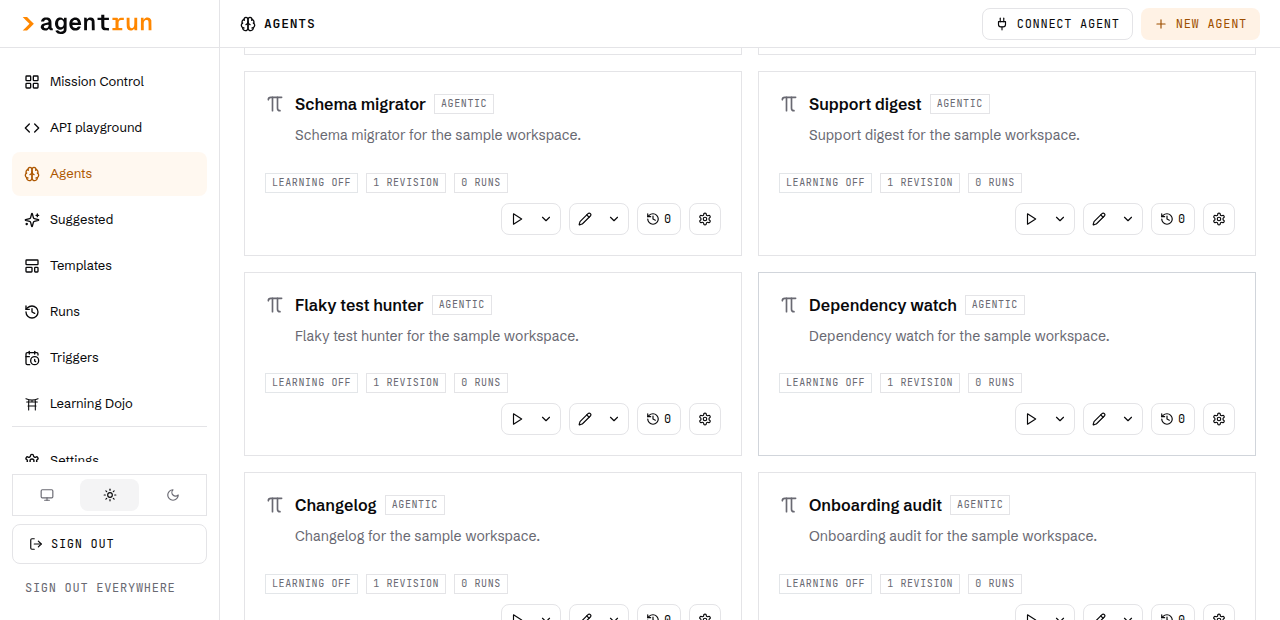 agentrun
AGENTS
CONNECT AGENT
NEW AGENT
Mission Control
API playground
Agents
Suggested
Templates
Runs
Triggers
Learning Dojo
Settings
SIGN OUT
SIGN OUT EVERYWHERE
Schema migrator AGENTIC
Schema migrator for the sample workspace.
LEARNING OFF 1 REVISION 0 RUNS
0
Support digest AGENTIC
Support digest for the sample workspace.
LEARNING OFF 1 REVISION 0 RUNS
0
Flaky test hunter AGENTIC
Flaky test hunter for the sample workspace.
LEARNING OFF 1 REVISION 0 RUNS
0
Dependency watch AGENTIC
Dependency watch for the sample workspace.
LEARNING OFF 1 REVISION 0 RUNS
0
Changelog AGENTIC
Changelog for the sample workspace.
LEARNING OFF 1 REVISION 0 RUNS
0
Onboarding audit AGENTIC
Onboarding audit for the sample workspace.
LEARNING OFF 1 REVISION 0 RUNS
0